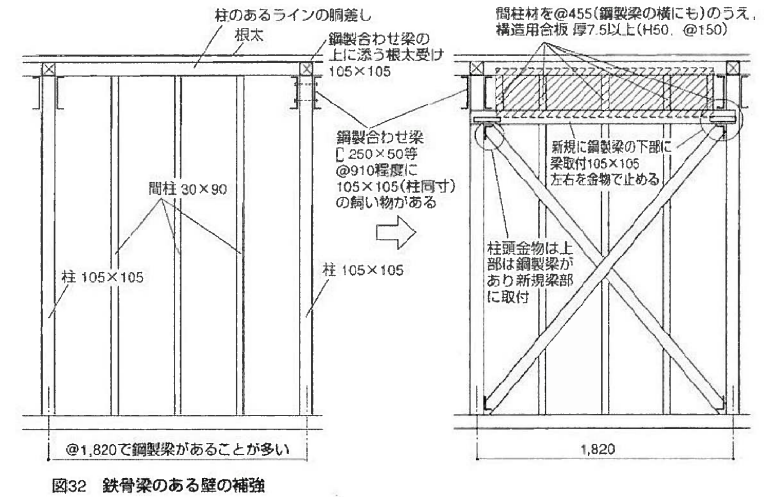 柱のあるラインの胴差し
根太
鋼製合わせ梁の
上に添う根太受け
105×105
鋼製合わせ梁
[ 250×50等
@910程度に
105×105(柱同寸)
の飼い物がある
間柱 30×90
柱 105×105
柱 105×105
@1,820で鋼製梁があることが多い
間柱材を@455(鋼製梁の横にも)のうえ,
構造用合板 厚7.5以上(H50, @150)
新規に鋼製梁の下部に
梁取付105×105
左右を金物で止める
柱頭金物は上
部は鋼製梁が
あり新規梁部
に取付
1,820
図32 鉄骨梁のある壁の補強